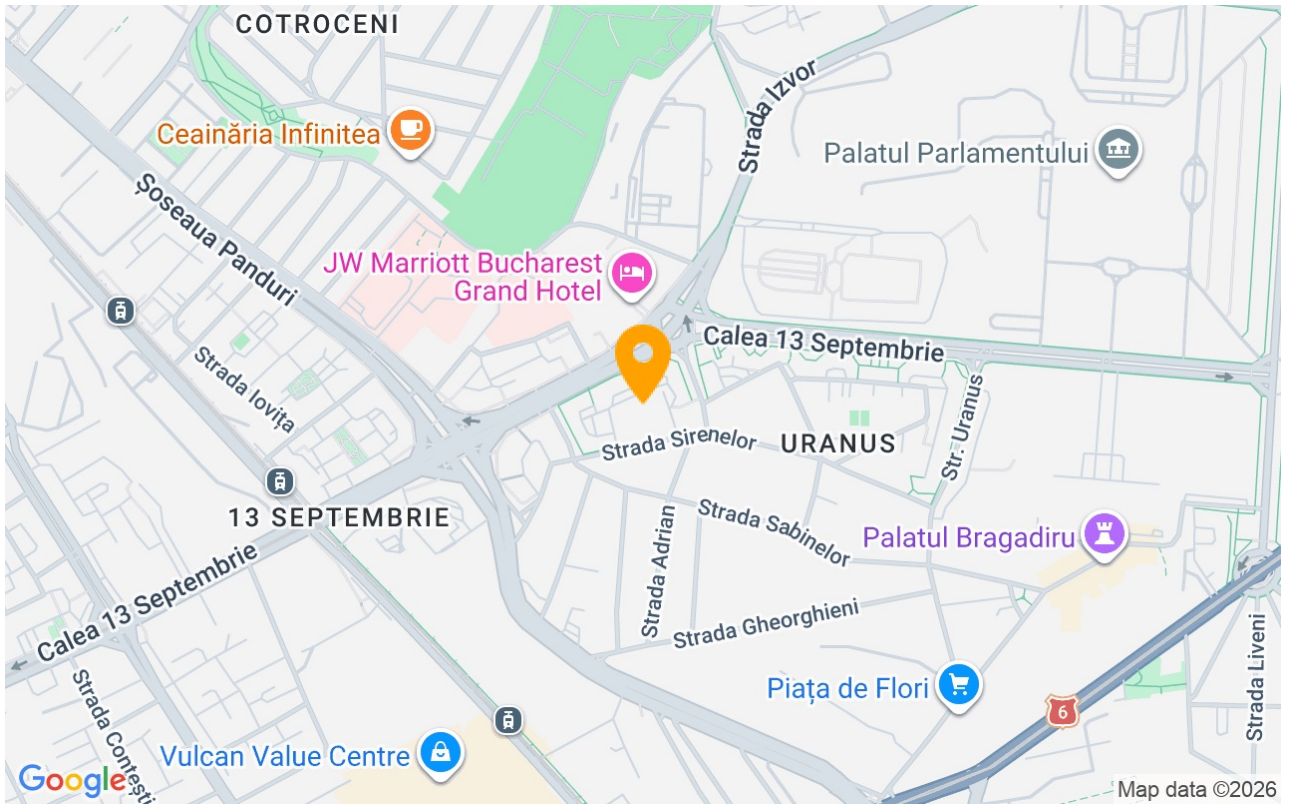 COTROCENI
Ceainăria Infinitea
Strada Izvor
Palatul Parlamentului
Șoseaua Panduri
JW Marriott Bucharest
Grand Hotel
Calea 13 Septembrie
Strada Iovița
Strada Sirenelor
URANUS
Str. Uranus
13 SEPTEMBRIE
Strada Sabinelor
Palatul Bragadiru
Strada Adrian
Calea 13 Septembrie
Strada Gheorghieni
Strada Liveni
Piața de Flori
6
Strada Contești
Vulcan Value Centre
Google
Map data ©2026